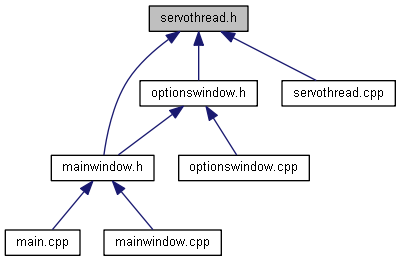 servothread.h
optionswindow.h
servothread.cpp
mainwindow.h
optionswindow.cpp
main.cpp
mainwindow.cpp